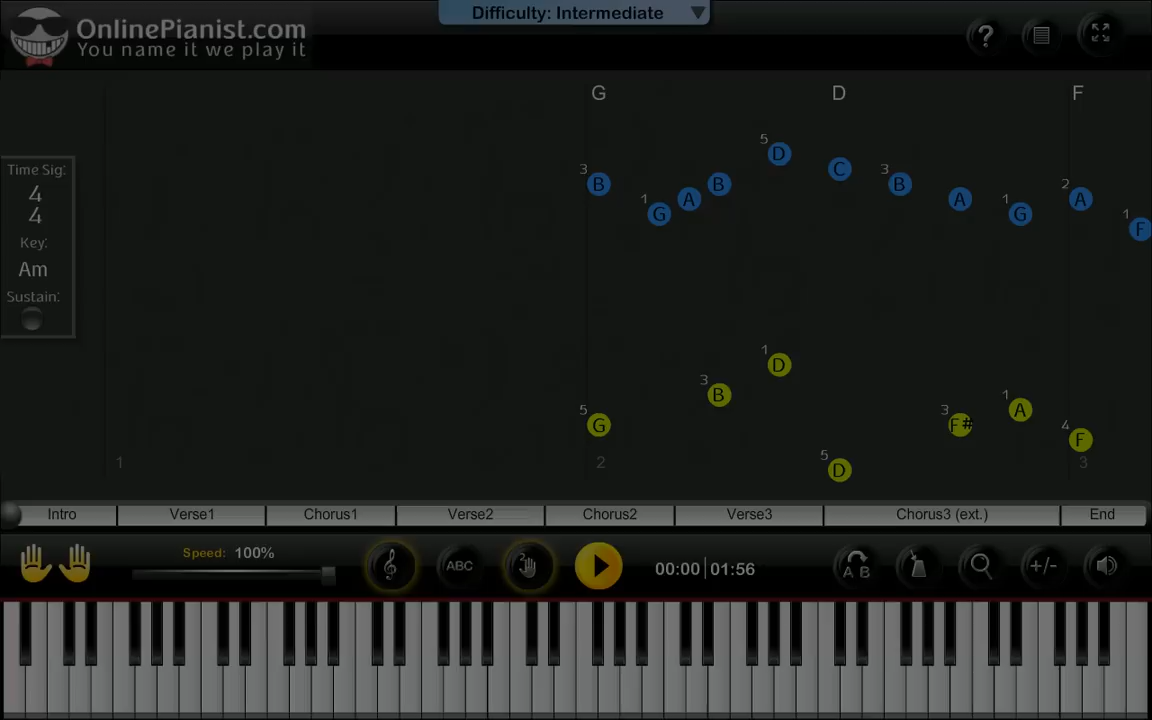 Difficulty: Intermediate
OnlinePianist.com
You name it we play it
?
G D F
Time Sig:
4
4
Key:
Am
Sustain:
5
D
C
3 B
B
3 B
2 A
A
A
1 G
1 G
1 F
1 D
3 B
5 G
3 F#
1 A
4 F
5 D
1 2 3
Intro Verse1 Chorus1 Verse2 Chorus2 Verse3 Chorus3 (ext.) End
Speed: 100%
ABC
2
00:00 01:56
A B
+/-